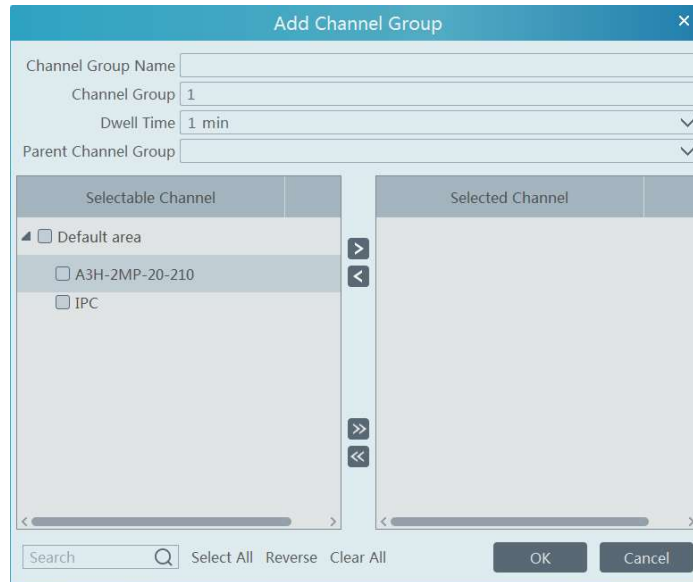 Add Channel Group
Channel Group Name
Channel Group 1
Dwell Time 1 min
Parent Channel Group
Selectable Channel Selected Channel
Default area
A3H-2MP-20-210
IPC
Search Select All Reverse Clear All OK Cancel